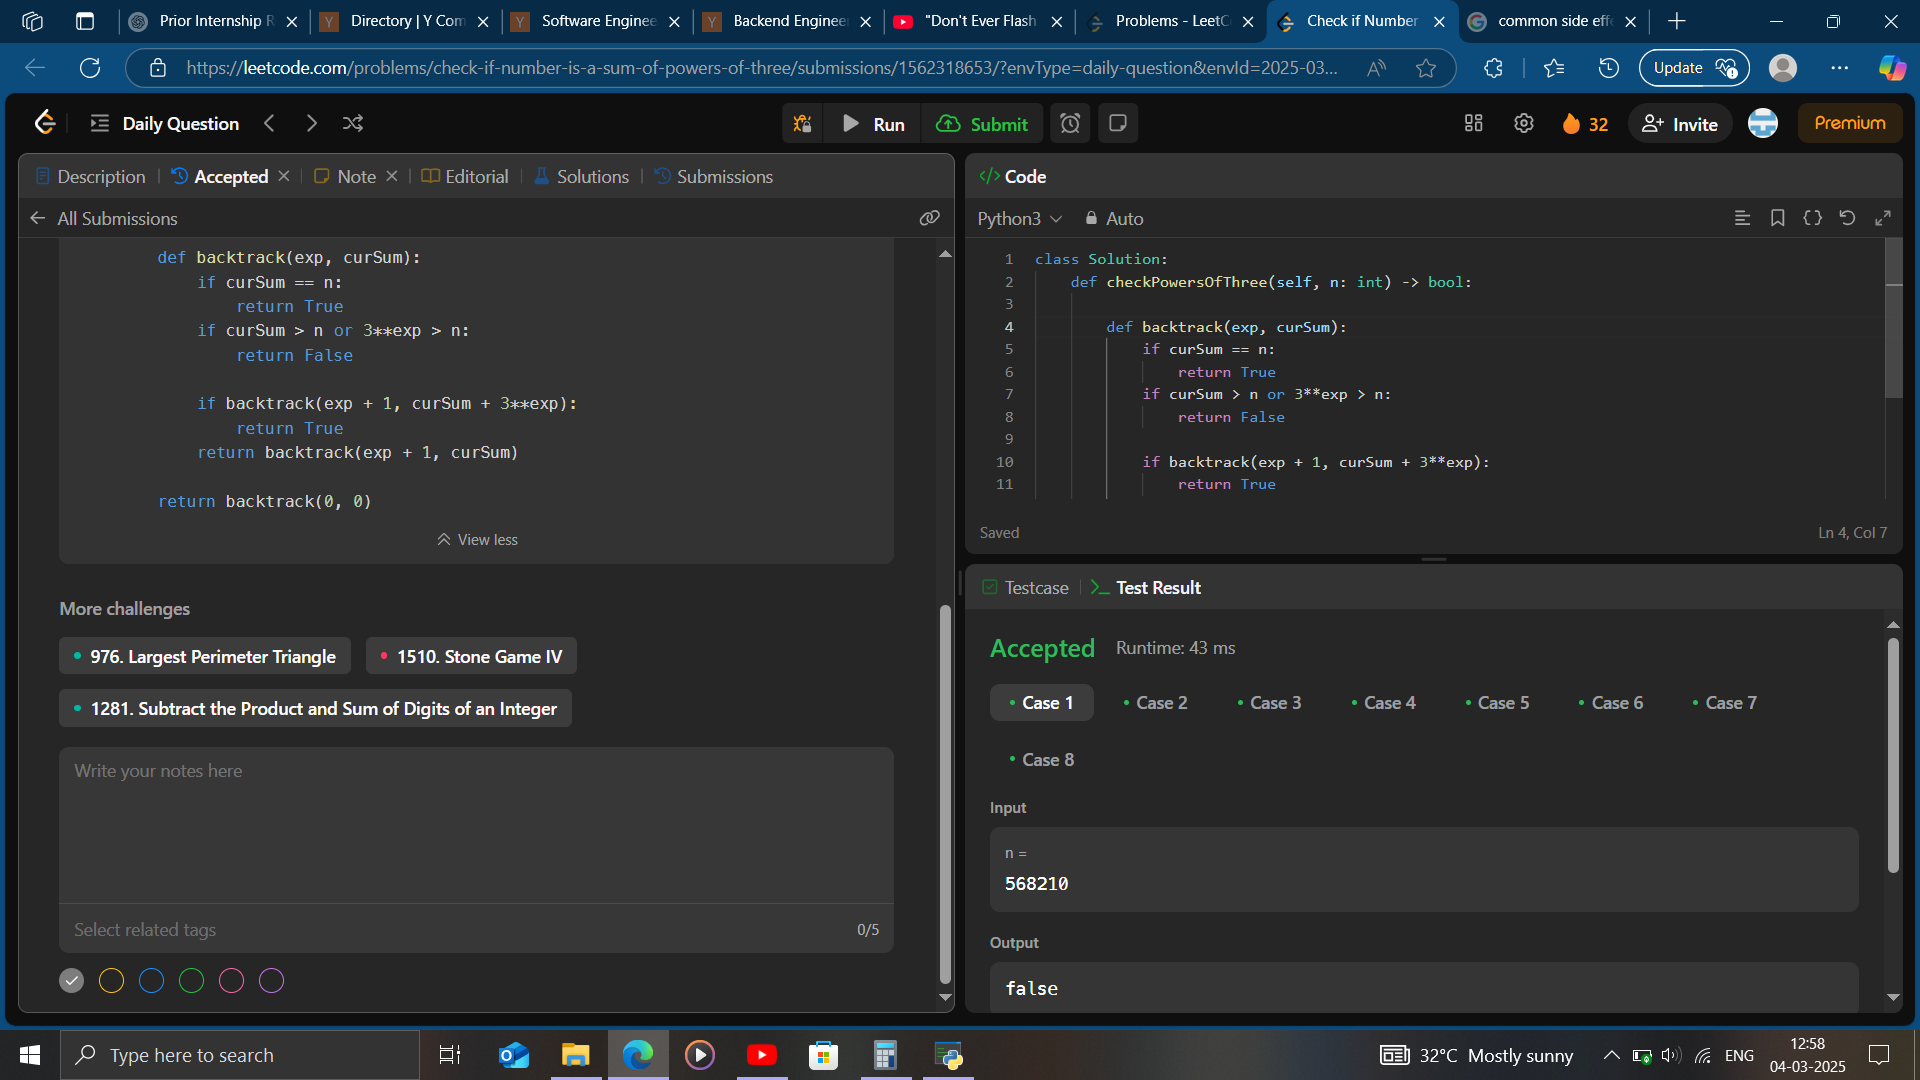 Prior Internship R
Directory | Y Com
Software Enginee
Backend Engineer
"Don't Ever Flash
Problems - LeetC
Check if Number
common side effe
https://leetcode.com/problems/check-if-number-is-a-sum-of-powers-of-three/submissions/1562318653/?envType=daily-question&envId=2025-03...
Update
Daily Question
Run
Submit
32
Invite
Premium
Description
Accepted
Note
Editorial
Solutions
Submissions
All Submissions
def backtrack(exp, curSum):
if curSum == n:
return True
if curSum > n or 3**exp > n:
return False
if backtrack(exp + 1, curSum + 3**exp):
return True
return backtrack(exp + 1, curSum)
return backtrack(0, 0)
View less
More challenges
976. Largest Perimeter Triangle
1510. Stone Game IV
1281. Subtract the Product and Sum of Digits of an Integer
Write your notes here
Select related tags
0/5
</> Code
Python3
Auto
1 class Solution:
2 def checkPowersOfThree(self, n: int) -> bool:
3
4 def backtrack(exp, curSum):
5 if curSum == n:
6 return True
7 if curSum > n or 3**exp > n:
8 return False
9
10 if backtrack(exp + 1, curSum + 3**exp):
11 return True
Saved
Ln 4, Col 7
Testcase
Test Result
Accepted
Runtime: 43 ms
Case 1
Case 2
Case 3
Case 4
Case 5
Case 6
Case 7
Case 8
Input
n =
568210
Output
false
Type here to search
32°C Mostly sunny
ENG
12:58
04-03-2025